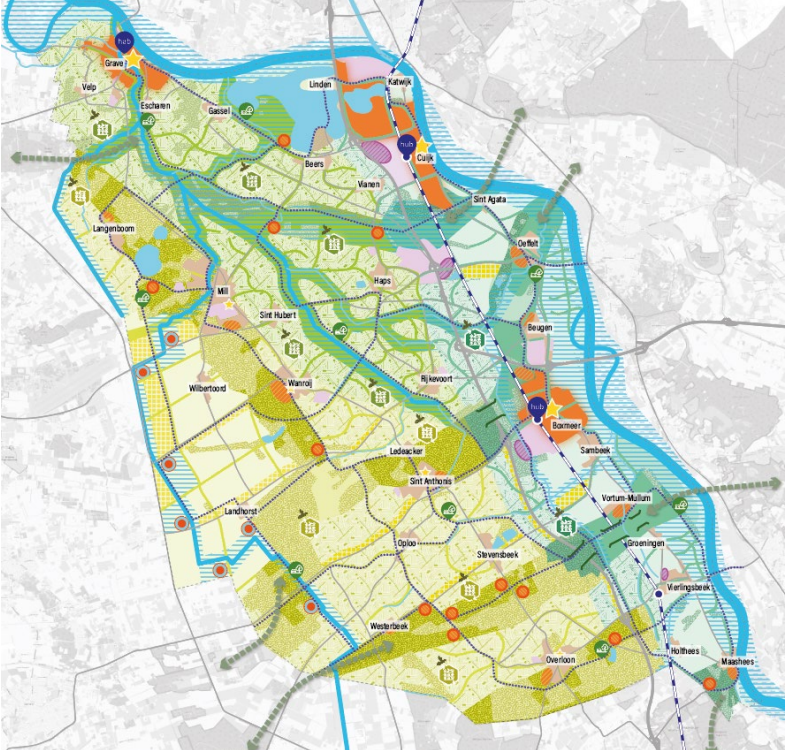 hub
Grave
Velp
Escharen
Gassel
Linden
Katwijk
hub
Cuijk
Beers
Vianen
Sint Agata
Langenboom
Oeffelt
Mill
Haps
Sint Hubert
Beugen
Wilbertoord
Wanroij
Rijkevoort
hub
Boxmeer
Ledeacker
Sambeek
Sint Anthonis
Vortum-Mullum
Landhorst
Oploo
Groeningen
Stevensbeek
Vierlingsbeek
Westerbeek
Holthees
Overloon
Maashees